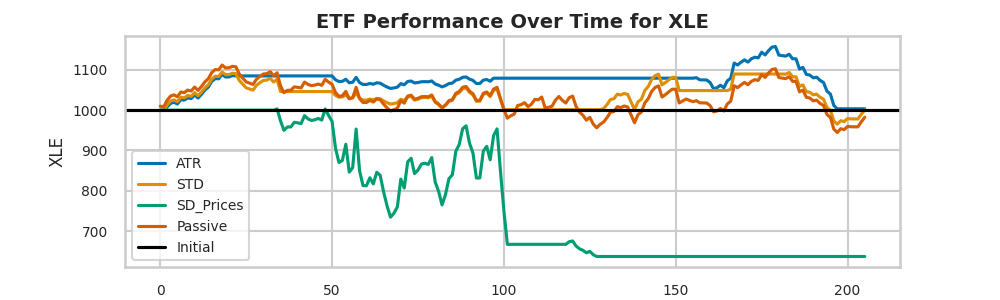 ETF Performance Over Time for XLE
XLE
1100
1000
900
800
700
ATR
STD
SD_Prices
Passive
Initial
0 50 100 150 200